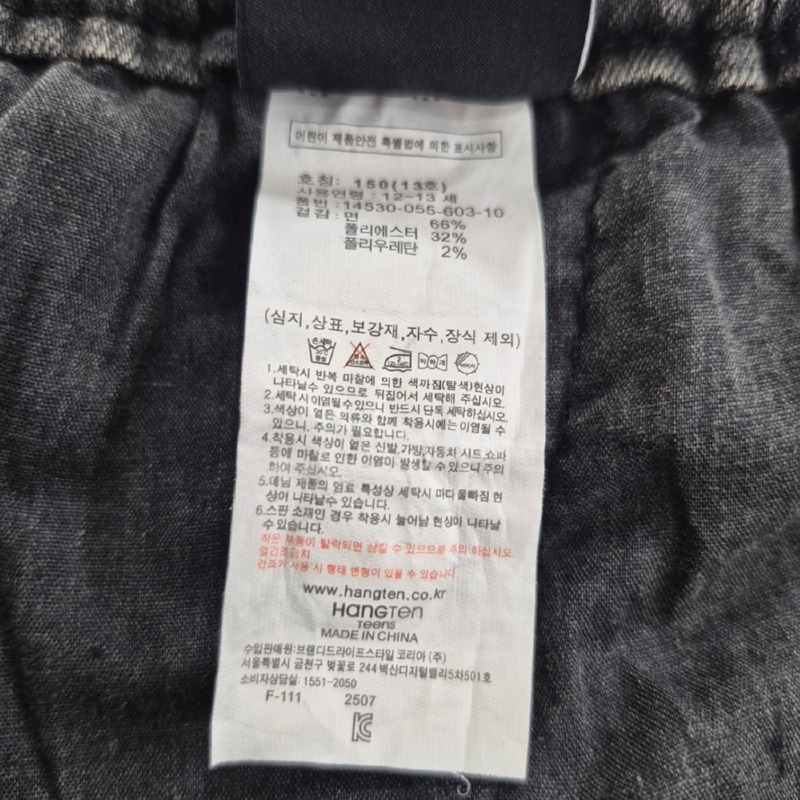 어린이 제품안전 특별법에 의한 표시사항
호칭: 150(13호)
사용연령 : 12~13 세
품번 : 14530-055-603-10
겉감 : 면 66%
폴리에스터 32%
폴리우레탄 2%
(심지,상표,보강재,자수,장식 제외)
손세탁
30℃
중성
1.세탁시 반복 마찰에 의한 색까짐(탈색)현상이
나타날수 있으므로 뒤집어서 세탁해 주십시오.
2.세탁시 이염될 수 있으니 반드시 단독 세탁하십시오.
3.색상이 옅은 의류와 함께 착용시에는 이염될 수
있으니, 주의가 필요합니다.
4.착용시 색상이 옅은 신발,가방,자동차 시트,쇼파
등에 마찰로 인한 이염이 발생할 수 있으니 주의
하여 주십시오.
5.데님 제품의 염료 특성상 세탁시 마다 물빠짐 현
상이 나타날수 있습니다.
6.스판 소재인 경우 착용시 늘어남 현상이 나타날
수 있습니다.
작은 부품이 탈락되면 삼킬 수 있으므로 주의 하십시오.
열건조금지
건조기 사용 시 형태 변형이 있을 수 있습니다.
www.hangten.co.kr
HANGTEN
Teens
MADE IN CHINA
수입판매원:브랜디드라이프스타일 코리아 (주)
서울특별시 금천구 벚꽃로 244 벽산디지털밸리5차501호
소비자상담실: 1551-2050
F-111 2507